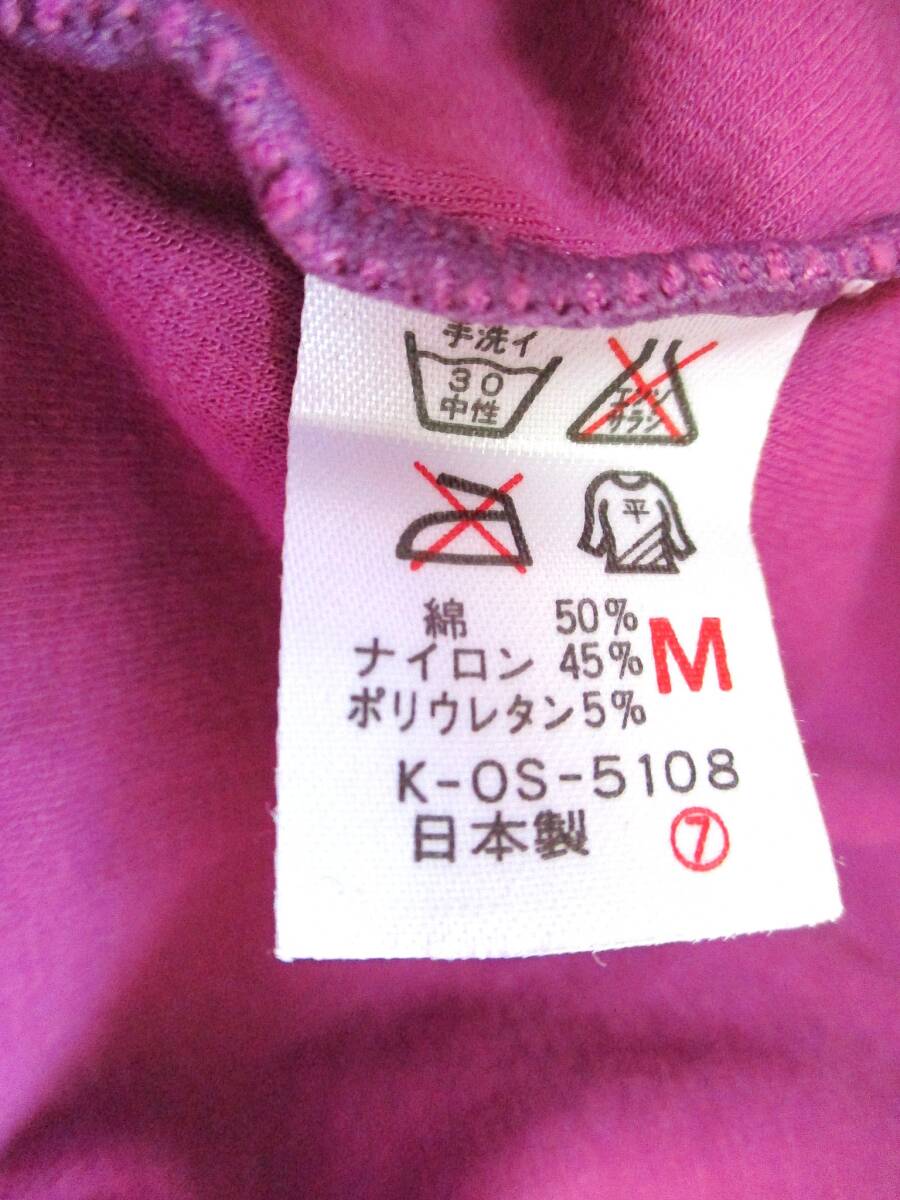 手洗イ
30
中性
エンソ
サラシ
平
綿 50%
ナイロン 45%
M
ポリウレタン 5%
K-OS-5108
日本製 ⑦